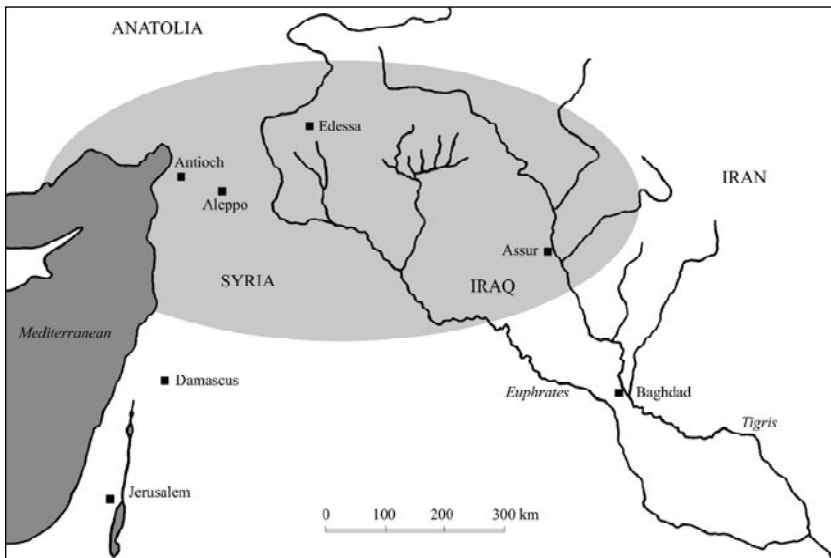 ANATOLIA
Edessa
Antioch
IRAN
Aleppo
Assur
SYRIA
IRAQ
Mediterranean
Damascus
Euphrates
Baghdad
Tigris
Jerusalem
0 100 200 300 km